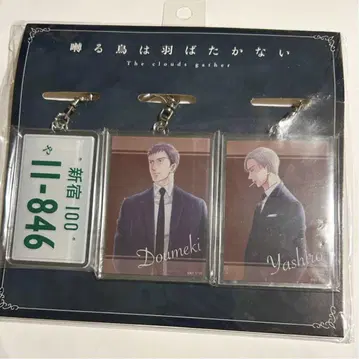 囀る鳥は羽ばたかない
The clouds gather
新宿 100
や
11-846
Doumeki
Yashiro